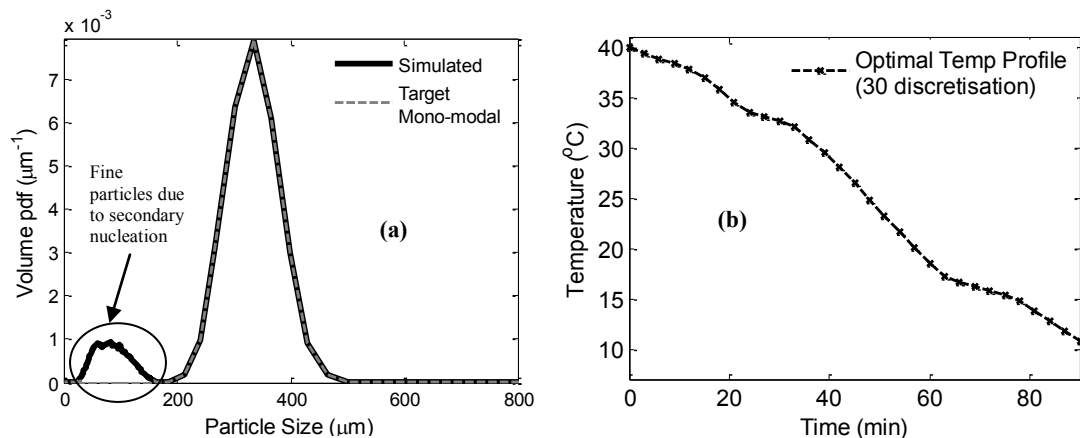 x 10⁻³
7
6
5
4
3
2
1
0
Volume pdf (μm⁻¹)
0 200 400 600 800
Particle Size (μm)
Simulated
Target
Mono-modal
Fine
particles due
to secondary
nucleation
(a)
40
35
30
25
20
15
10
Temperature (ºC)
0 20 40 60 80
Time (min)
Optimal Temp Profile
(30 discretisation)
(b)